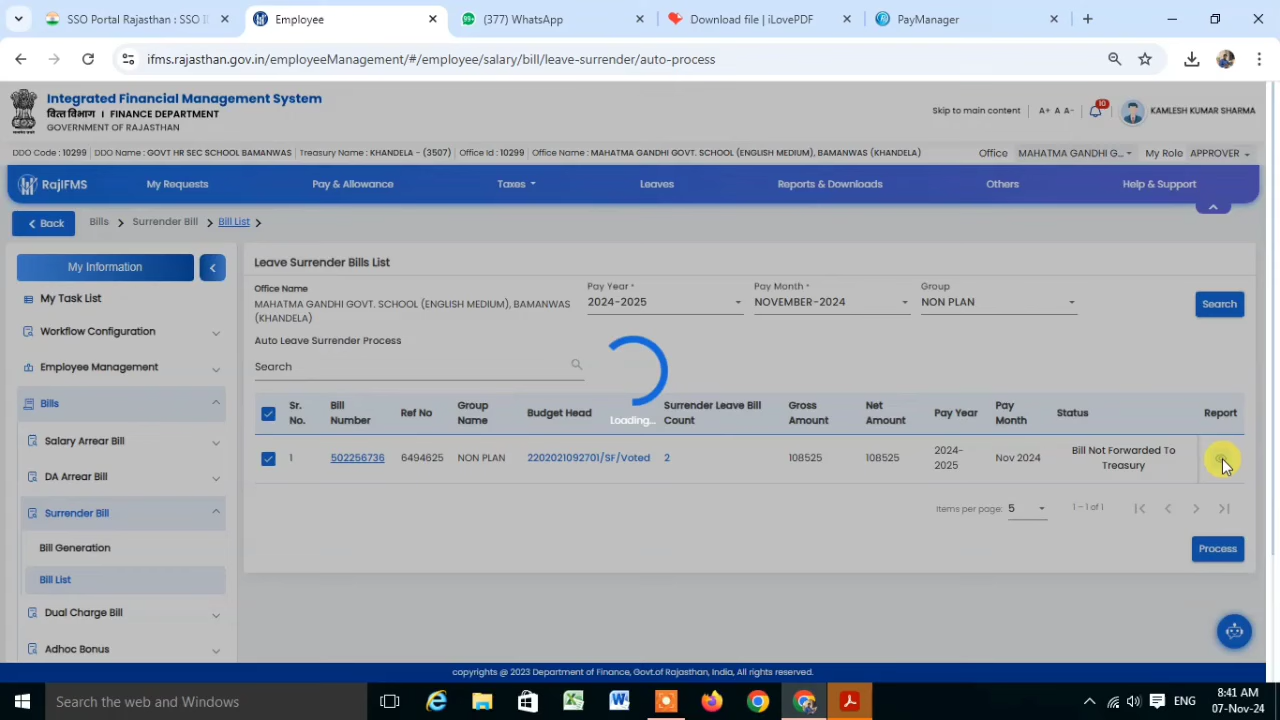 SSO Portal Rajasthan : SSO I
Employee
(377) WhatsApp
Download file | iLovePDF
PayManager
ifms.rajasthan.gov.in/employeeManagement/#/employee/salary/bill/leave-surrender/auto-process
Integrated Financial Management System
वित्त विभाग । FINANCE DEPARTMENT
GOVERNMENT OF RAJASTHAN
Skip to main content
A+ A A-
10
KAMLESH KUMAR SHARMA
DDO Code : 10299 | DDO Name : GOVT HR SEC SCHOOL BAMANWAS | Treasury Name : KHANDELA - (3507) | Office Id : 10299 | Office Name : MAHATMA GANDHI GOVT. SCHOOL (ENGLISH MEDIUM), BAMANWAS (KHANDELA)
Office MAHATMA GANDHI G...
My Role APPROVER
RajIFMS
My Requests
Pay & Allowance
Taxes
Leaves
Reports & Downloads
Others
Help & Support
Back
Bills
Surrender Bill
Bill List
My Information
My Task List
Workflow Configuration
Employee Management
Bills
Salary Arrear Bill
DA Arrear Bill
Surrender Bill
Bill Generation
Bill List
Dual Charge Bill
Adhoc Bonus
Leave Surrender Bills List
Office Name
MAHATMA GANDHI GOVT. SCHOOL (ENGLISH MEDIUM), BAMANWAS
(KHANDELA)
Pay Year *
2024-2025
Pay Month *
NOVEMBER-2024
Group
NON PLAN
Search
Auto Leave Surrender Process
Search
Loading...
Sr. No.
Bill Number
Ref No
Group Name
Budget Head
Surrender Leave Bill Count
Gross Amount
Net Amount
Pay Year
Pay Month
Status
Report
1
502256736
6494625
NON PLAN
2202021092701/SF/Voted
2
108525
108525
2024-
2025
Nov 2024
Bill Not Forwarded To
Treasury
Items per page: 5
1 – 1 of 1
Process
copyrights @ 2023 Department of Finance, Govt.of Rajasthan, India, All rights reserved.
Search the web and Windows
ENG
8:41 AM
07-Nov-24